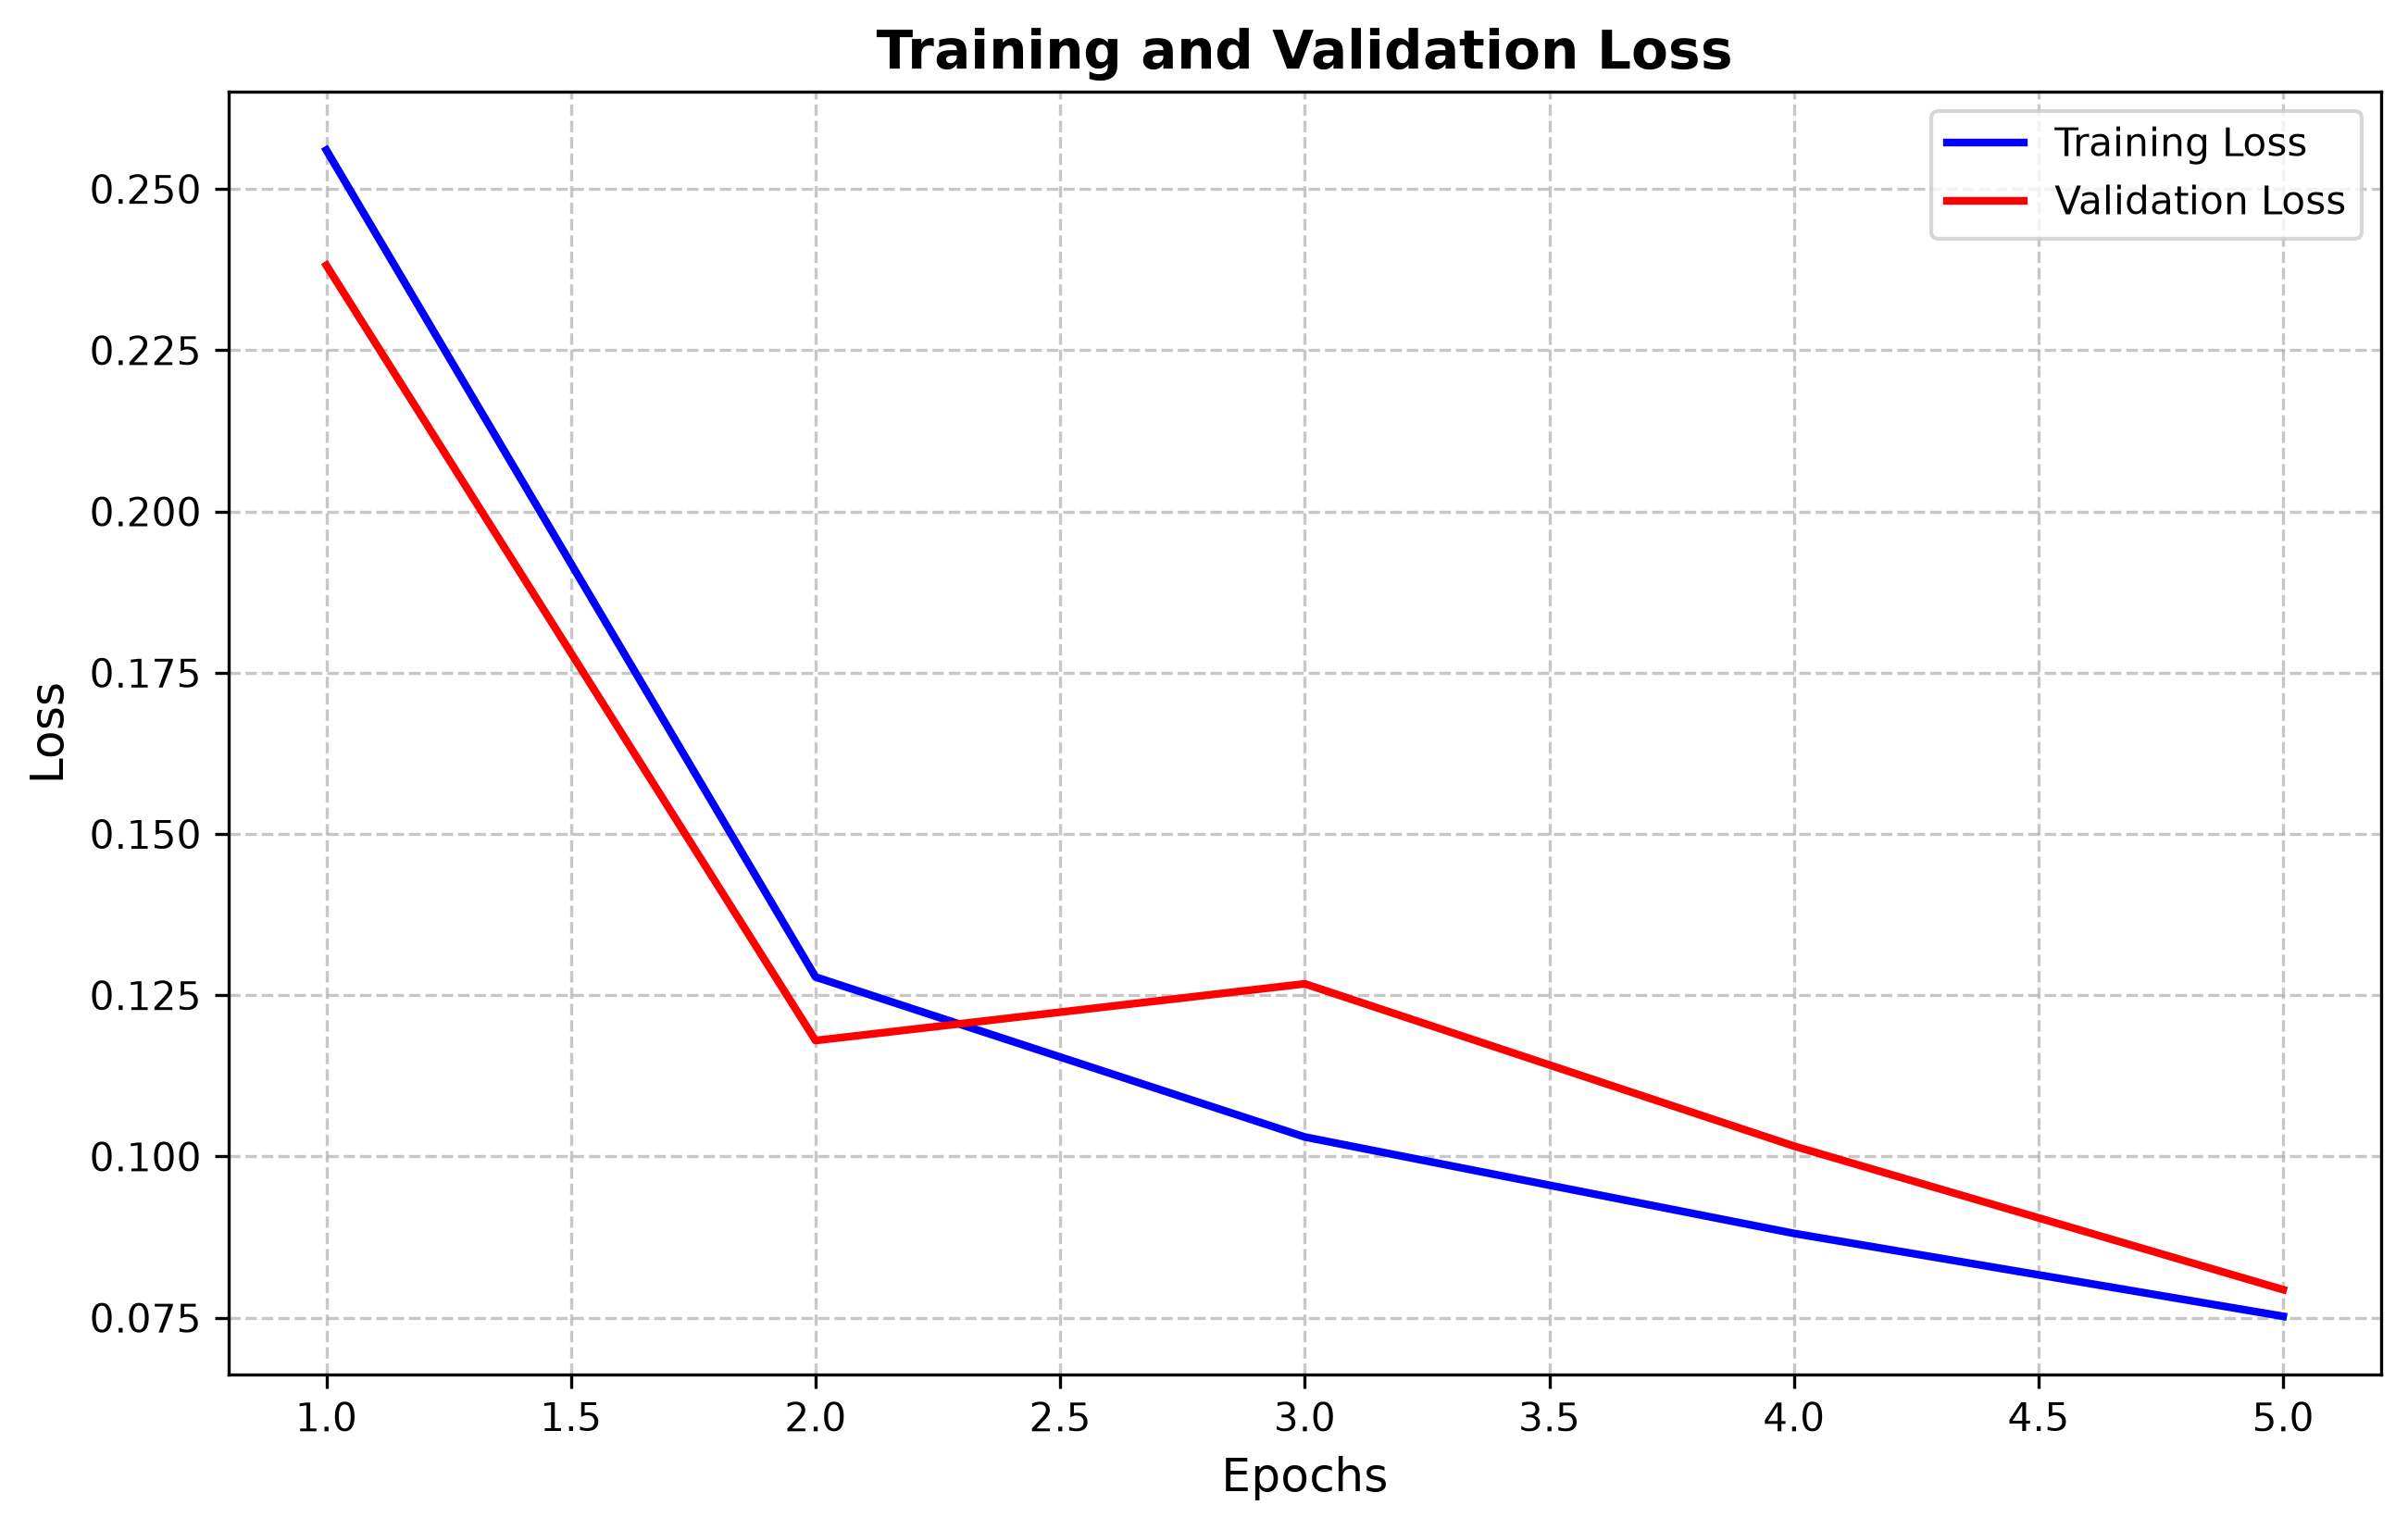 Training and Validation Loss
Training Loss
Validation Loss
0.250
0.225
0.200
0.175
0.150
0.125
0.100
0.075
Loss
1.0 1.5 2.0 2.5 3.0 3.5 4.0 4.5 5.0
Epochs